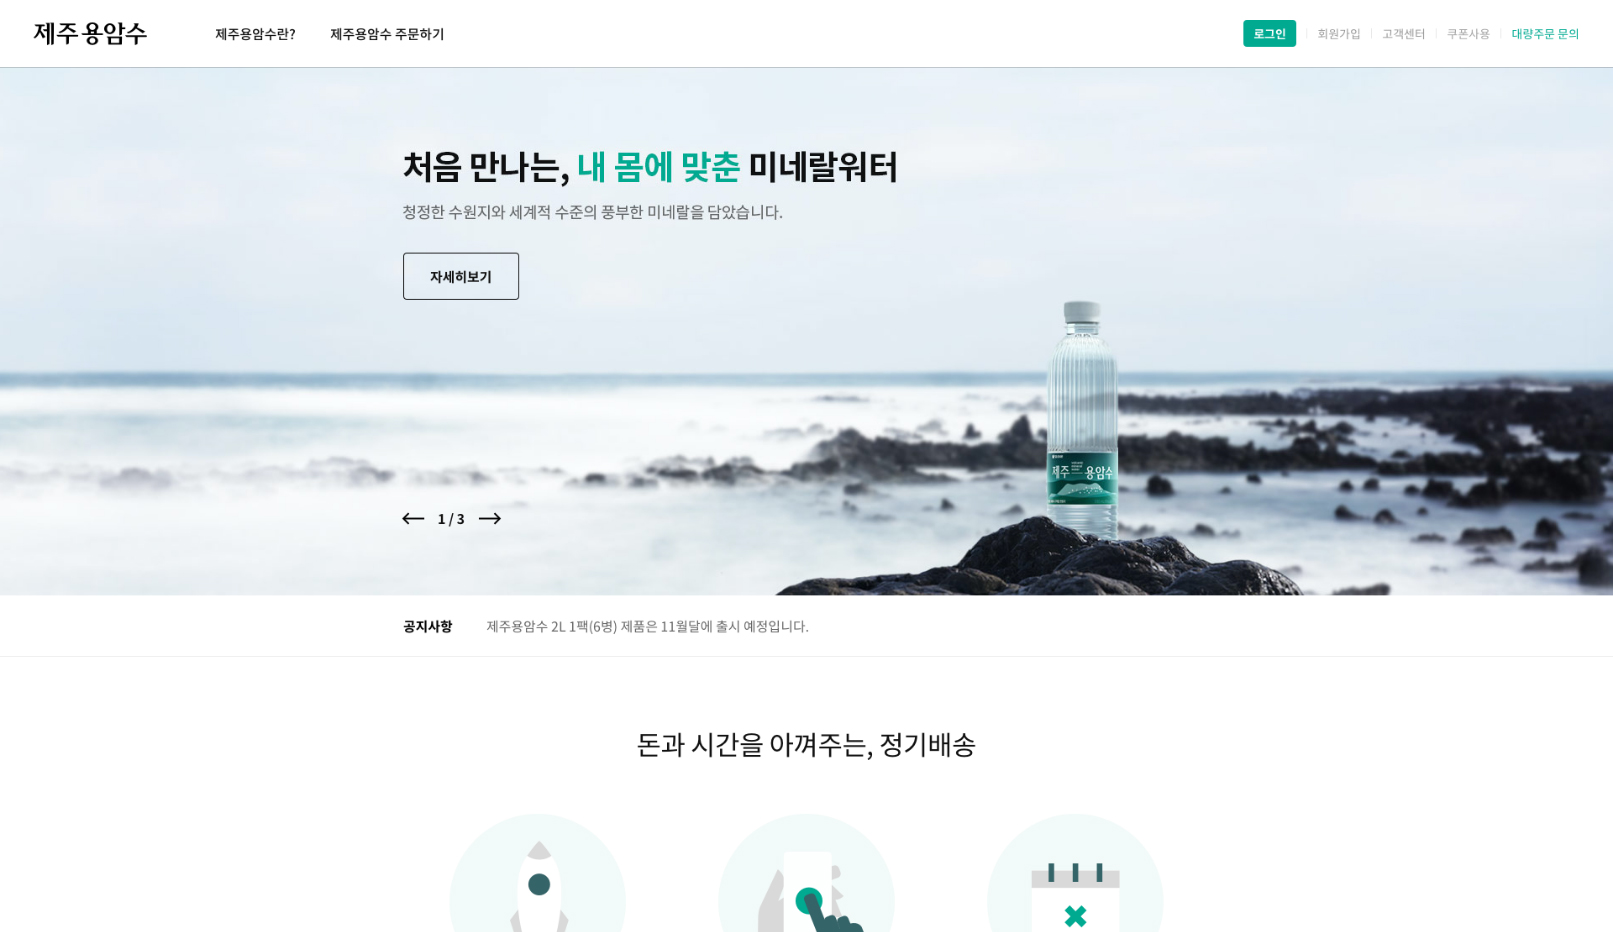 제주 용암수
제주용암수란? 제주용암수 주문하기
로그인 회원가입 고객센터 쿠폰사용 대량주문 문의
처음 만나는, 내 몸에 맞춘 미네랄워터
청정한 수원지와 세계적 수준의 풍부한 미네랄을 담았습니다.
자세히보기
제주 용암수
1 / 3
공지사항 제주용암수 2L 1팩(6병) 제품은 11월달에 출시 예정입니다.
돈과 시간을 아껴주는, 정기배송